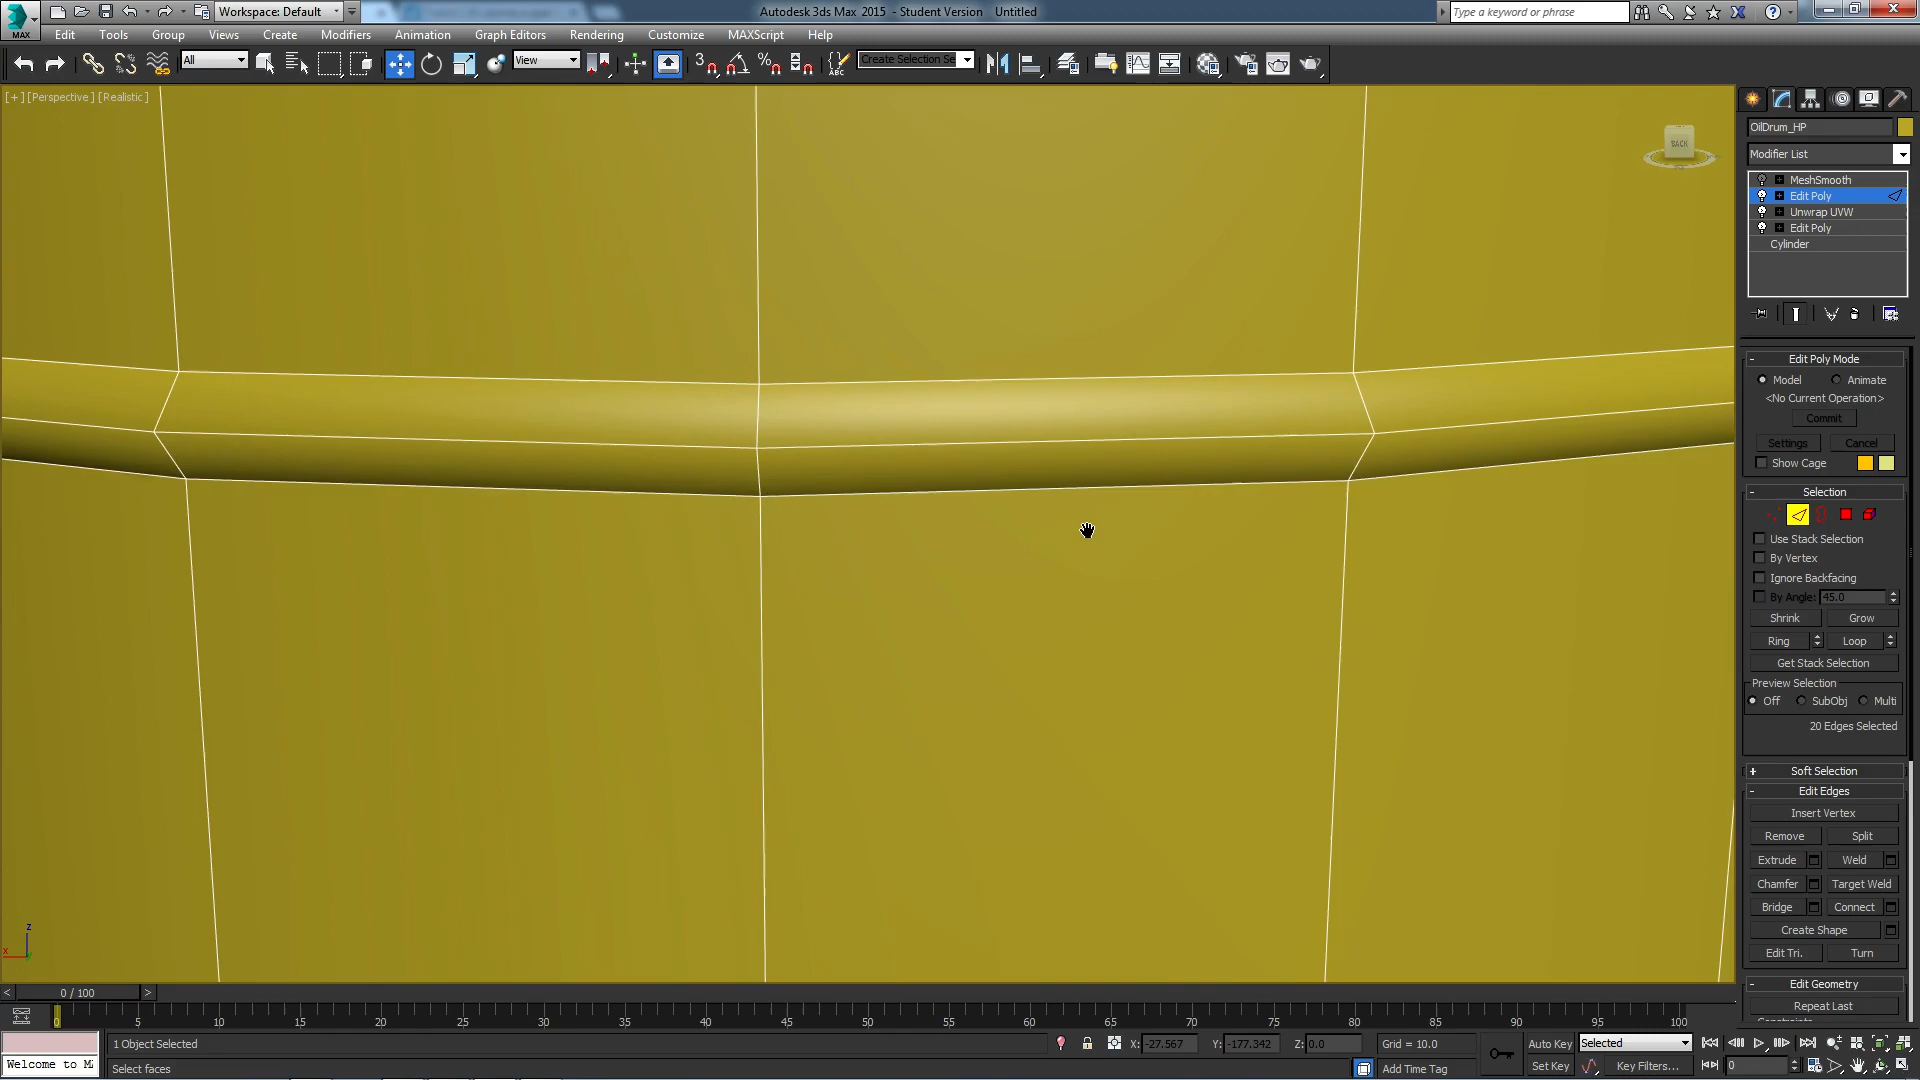 Workspace: Default
Autodesk 3ds Max 2015 - Student Version Untitled
Type a keyword or phrase
MAX
Edit Tools Group Views Create Modifiers Animation Graph Editors Rendering Customize MAXScript Help
All
View
3
ABC
Create Selection Se
[+][Perspective][Realistic]
BACK
OilDrum_HP
Modifier List
MeshSmooth
Edit Poly
Unwrap UVW
Edit Poly
Cylinder
- Edit Poly Mode
Model Animate
<No Current Operation>
Commit
Settings Cancel
Show Cage
- Selection
Use Stack Selection
By Vertex
Ignore Backfacing
By Angle: 45.0
Shrink Grow
Ring Loop
Get Stack Selection
Preview Selection
Off SubObj Multi
20 Edges Selected
+ Soft Selection
- Edit Edges
Insert Vertex
Remove Split
Extrude Weld
Chamfer Target Weld
Bridge Connect
Create Shape
Edit Tri. Turn
- Edit Geometry
Repeat Last
z
x
< 0 / 100 >
0 5 10 15 20 25 30 35 40 45 50 55 60 65 70 75 80 85 90 95 100
1 Object Selected X: -27.567 Y: -177.342 Z: 0.0 Grid = 10.0 Auto Key Selected
Welcome to M
Select faces
Add Time Tag
Set Key Key Filters... 0